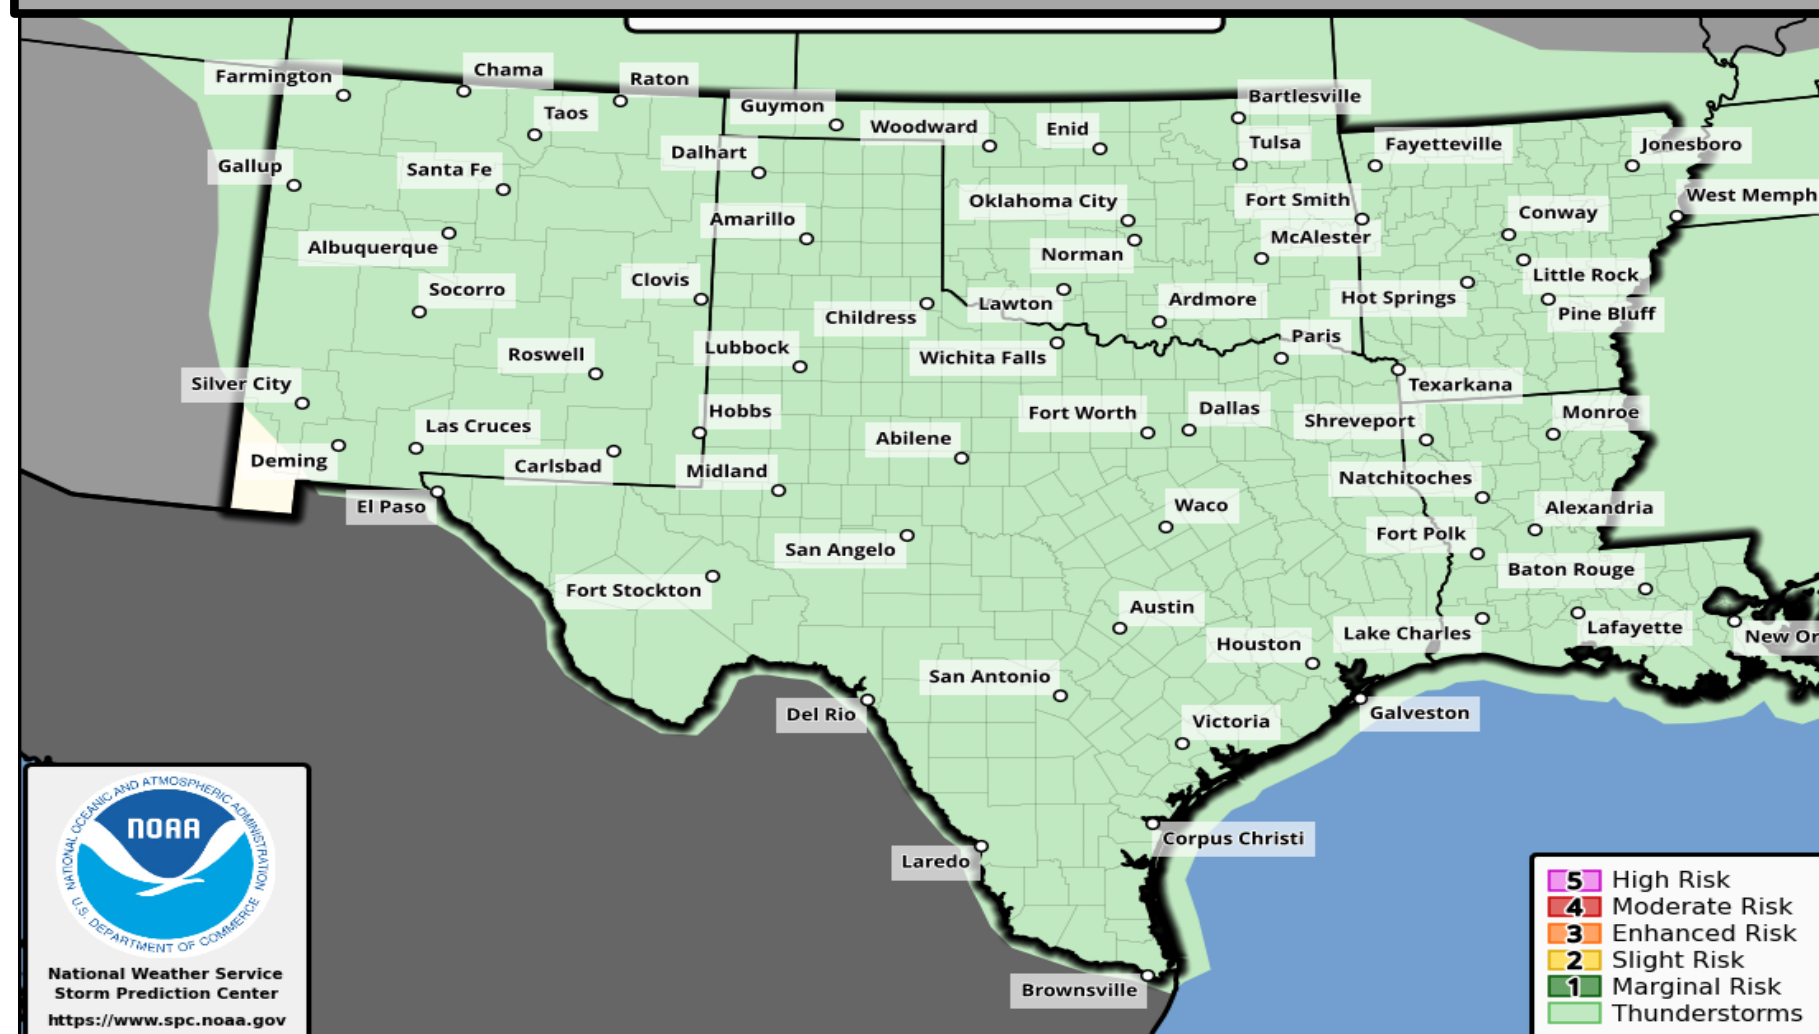 Farmington
Chama
Raton
Taos
Guymon
Woodward
Enid
Bartlesville
Tulsa
Fayetteville
Jonesboro
Gallup
Santa Fe
Dalhart
Amarillo
Oklahoma City
Fort Smith
Conway
West Memph
Albuquerque
Norman
McAlester
Socorro
Clovis
Childress
Lawton
Ardmore
Hot Springs
Little Rock
Pine Bluff
Roswell
Lubbock
Wichita Falls
Paris
Texarkana
Silver City
Las Cruces
Hobbs
Abilene
Fort Worth
Dallas
Shreveport
Monroe
Deming
Carlsbad
Midland
Natchitoches
El Paso
San Angelo
Waco
Alexandria
Fort Polk
Fort Stockton
Austin
Baton Rouge
Houston
Lake Charles
Lafayette
New Or
San Antonio
Del Rio
Victoria
Galveston
Corpus Christi
Laredo
Brownsville
NATIONAL OCEANIC AND ATMOSPHERIC ADMINISTRATION
NOAA
U.S. DEPARTMENT OF COMMERCE
National Weather Service
Storm Prediction Center
https://www.spc.noaa.gov
5 High Risk
4 Moderate Risk
3 Enhanced Risk
2 Slight Risk
1 Marginal Risk
Thunderstorms